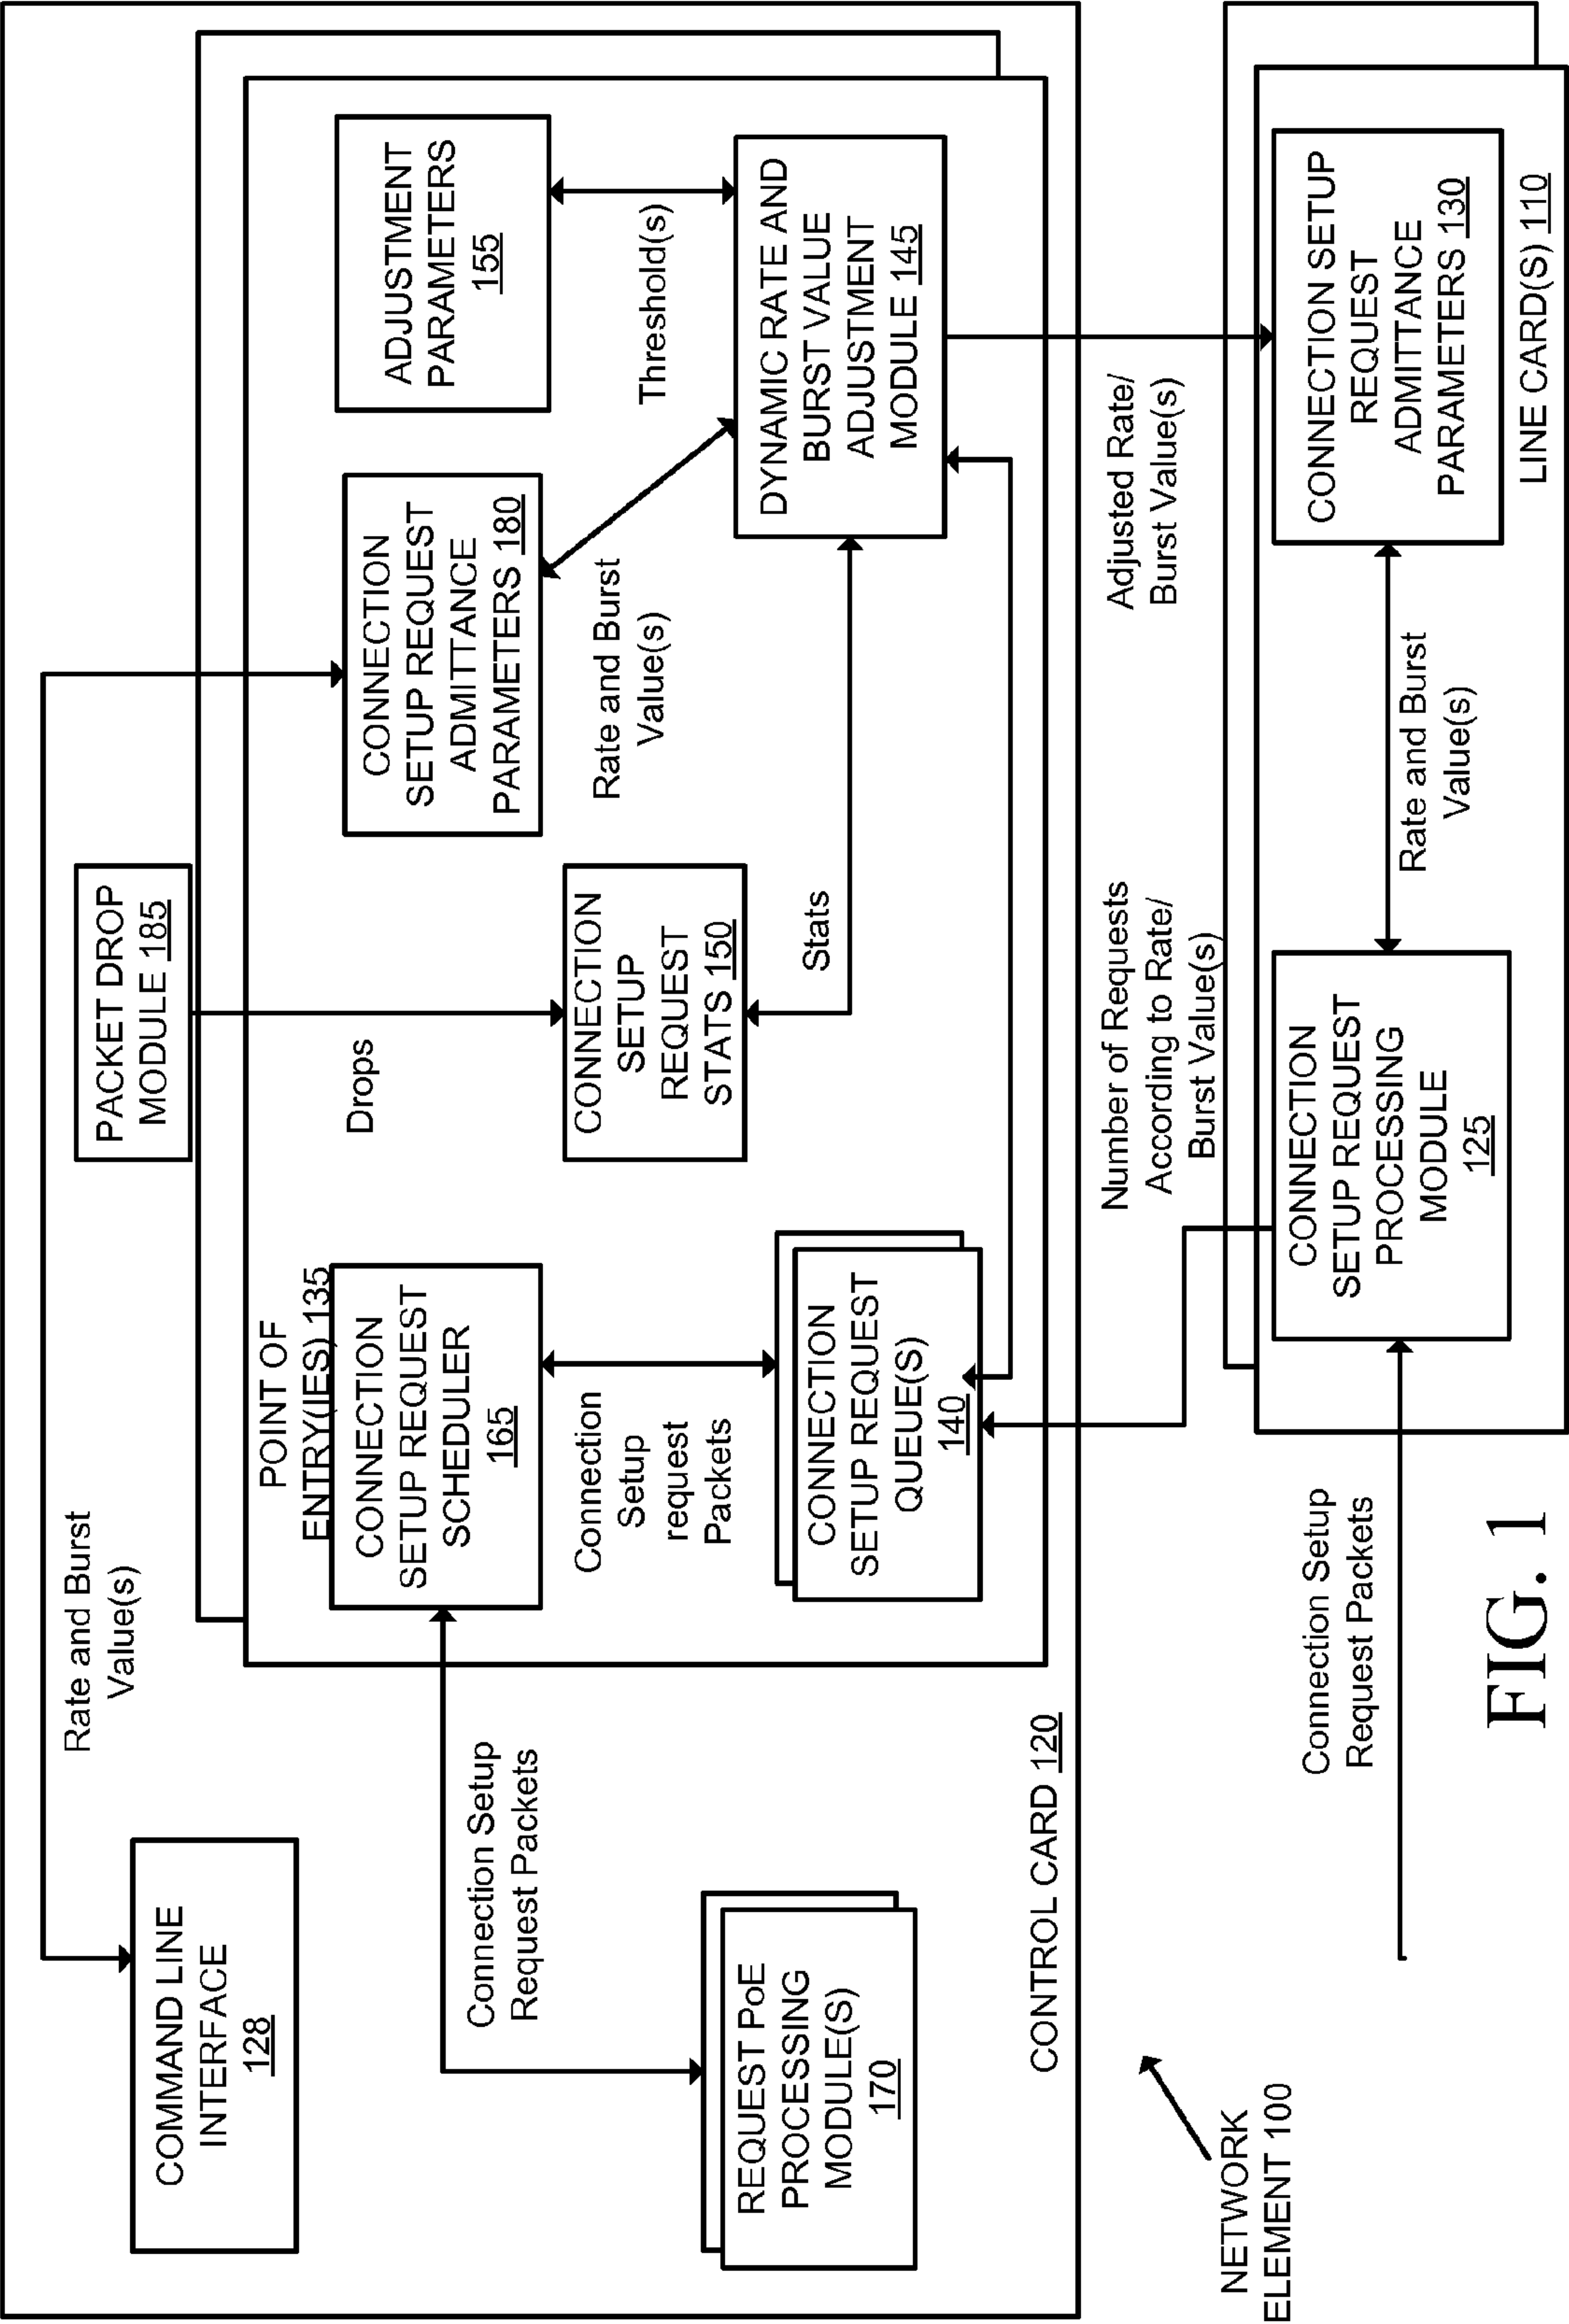 COMMAND LINE
INTERFACE
128
Rate and Burst
Value(s)
PACKET DROP
MODULE 185
Drops
POINT OF
ENTRY(IES) 135
CONNECTION
SETUP REQUEST
SCHEDULER
165
CONNECTION
SETUP
REQUEST
STATS 150
CONNECTION
SETUP REQUEST
ADMITTANCE
PARAMETERS 180
ADJUSTMENT
PARAMETERS
155
Connection Setup
Request Packets
Connection
Setup
request
Packets
Rate and Burst
Value(s)
Threshold(s)
Stats
REQUEST PoE
PROCESSING
MODULE(S)
170
CONNECTION
SETUP REQUEST
QUEUE(S)
140
DYNAMIC RATE AND
BURST VALUE
ADJUSTMENT
MODULE 145
CONTROL CARD 120
Number of Requests
According to Rate/
Burst Value(s)
Adjusted Rate/
Burst Value(s)
NETWORK
ELEMENT 100
Connection Setup
Request Packets
CONNECTION
SETUP REQUEST
PROCESSING
MODULE
125
Rate and Burst
Value(s)
CONNECTION SETUP
REQUEST
ADMITTANCE
PARAMETERS 130
LINE CARD(S) 110
FIG. 1